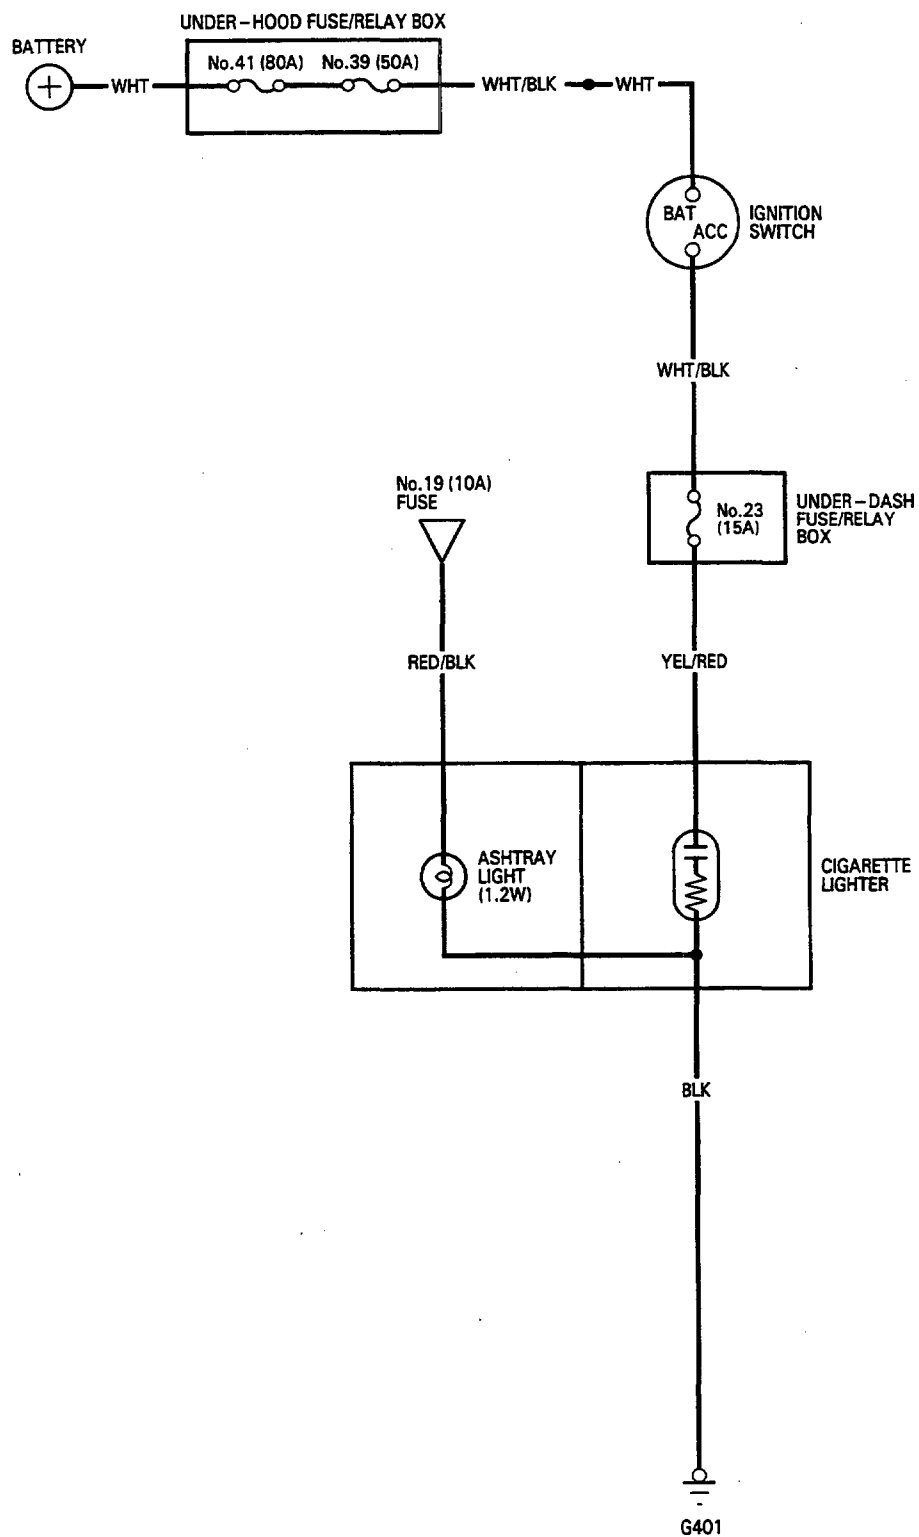 UNDER-HOOD FUSE/RELAY BOX
BATTERY
No.41 (80A) No.39 (50A)
WHT
WHT/BLK
WHT
BAT
ACC
IGNITION
SWITCH
WHT/BLK
No.19 (10A)
FUSE
No.23
(15A)
UNDER-DASH
FUSE/RELAY
BOX
RED/BLK
YEL/RED
ASHTRAY
LIGHT
(1.2W)
CIGARETTE
LIGHTER
BLK
G401